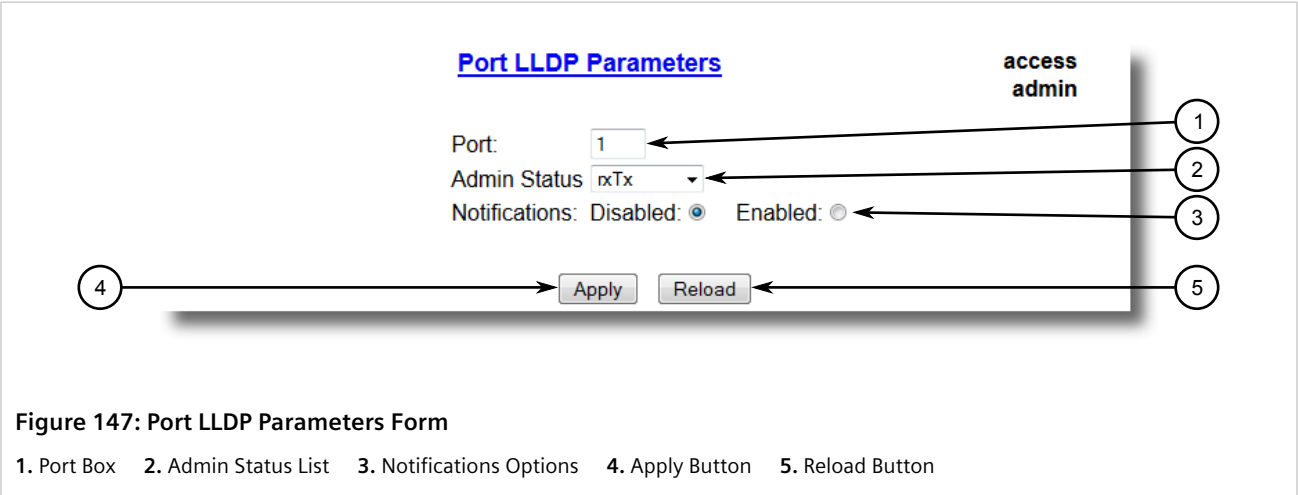 Port LLDP Parameters
access
admin
Port: 1
Admin Status rxTx
Notifications: Disabled: Enabled:
Apply Reload
1
2
3
4
5
Figure 147: Port LLDP Parameters Form
1. Port Box 2. Admin Status List 3. Notifications Options 4. Apply Button 5. Reload Button